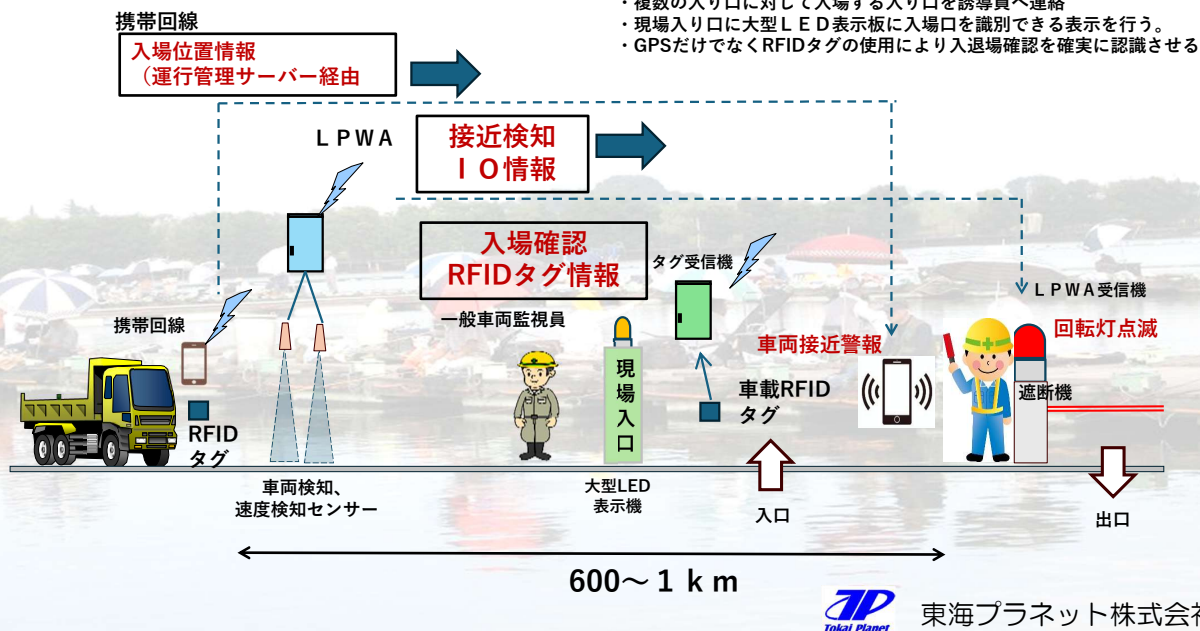 ・複数の入り口に対して入場する入り口を誘導員へ連絡
・現場入り口に大型ＬＥＤ表示板に入場口を識別できる表示を行う。
・GPSだけでなくRFIDタグの使用により入退場確認を確実に認識させる
携帯回線
入場位置情報
（運行管理サーバー経由
ＬＰＷＡ
接近検知
ＩＯ情報
入場確認
RFIDタグ情報
タグ受信機
ＬＰＷＡ受信機
携帯回線
一般車両監視員
車両接近警報
回転灯点滅
現場入口
車載RFID
タグ
遮断機
RFID
タグ
車両検知、
速度検知センサー
大型LED
表示機
入口
出口
600～１ｋｍ
TP
Tokai Planet
東海プラネット株式会社